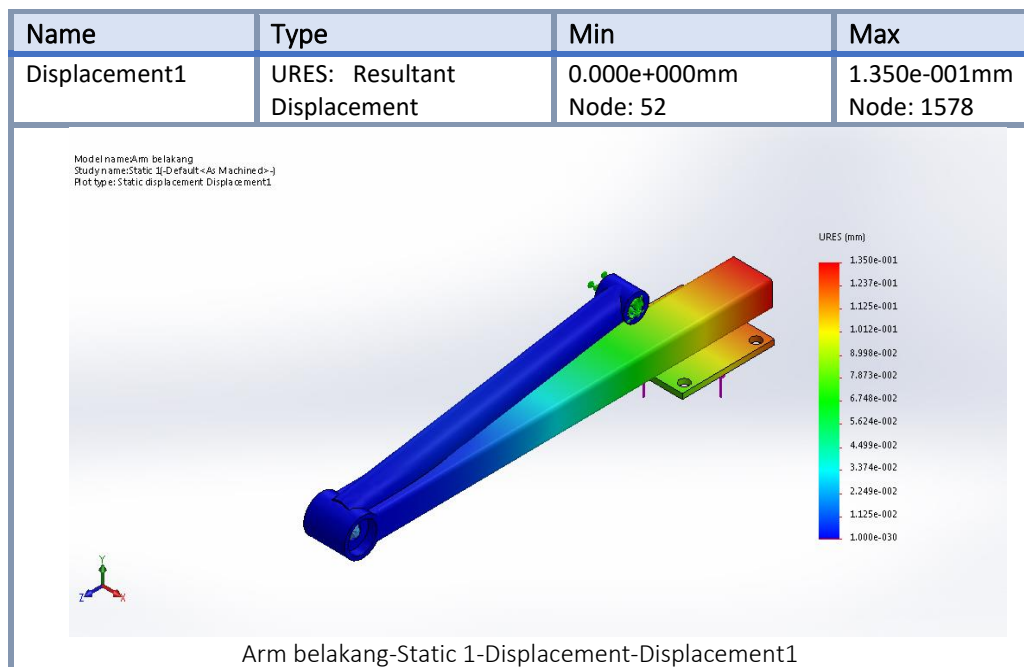 Name Type Min Max
Displacement1 URES: Resultant Displacement 0.000e+000mm Node: 52 1.350e-001mm Node: 1578
Model name:Arm belakang
Study name:Static 1(-Default<As Machined>-)
Plot type: Static displacement Displacement1
URES (mm)
1.350e-001
1.237e-001
1.125e-001
1.012e-001
8.998e-002
7.873e-002
6.748e-002
5.624e-002
4.499e-002
3.374e-002
2.249e-002
1.125e-002
1.000e-030
Y
Z X
Arm belakang-Static 1-Displacement-Displacement1